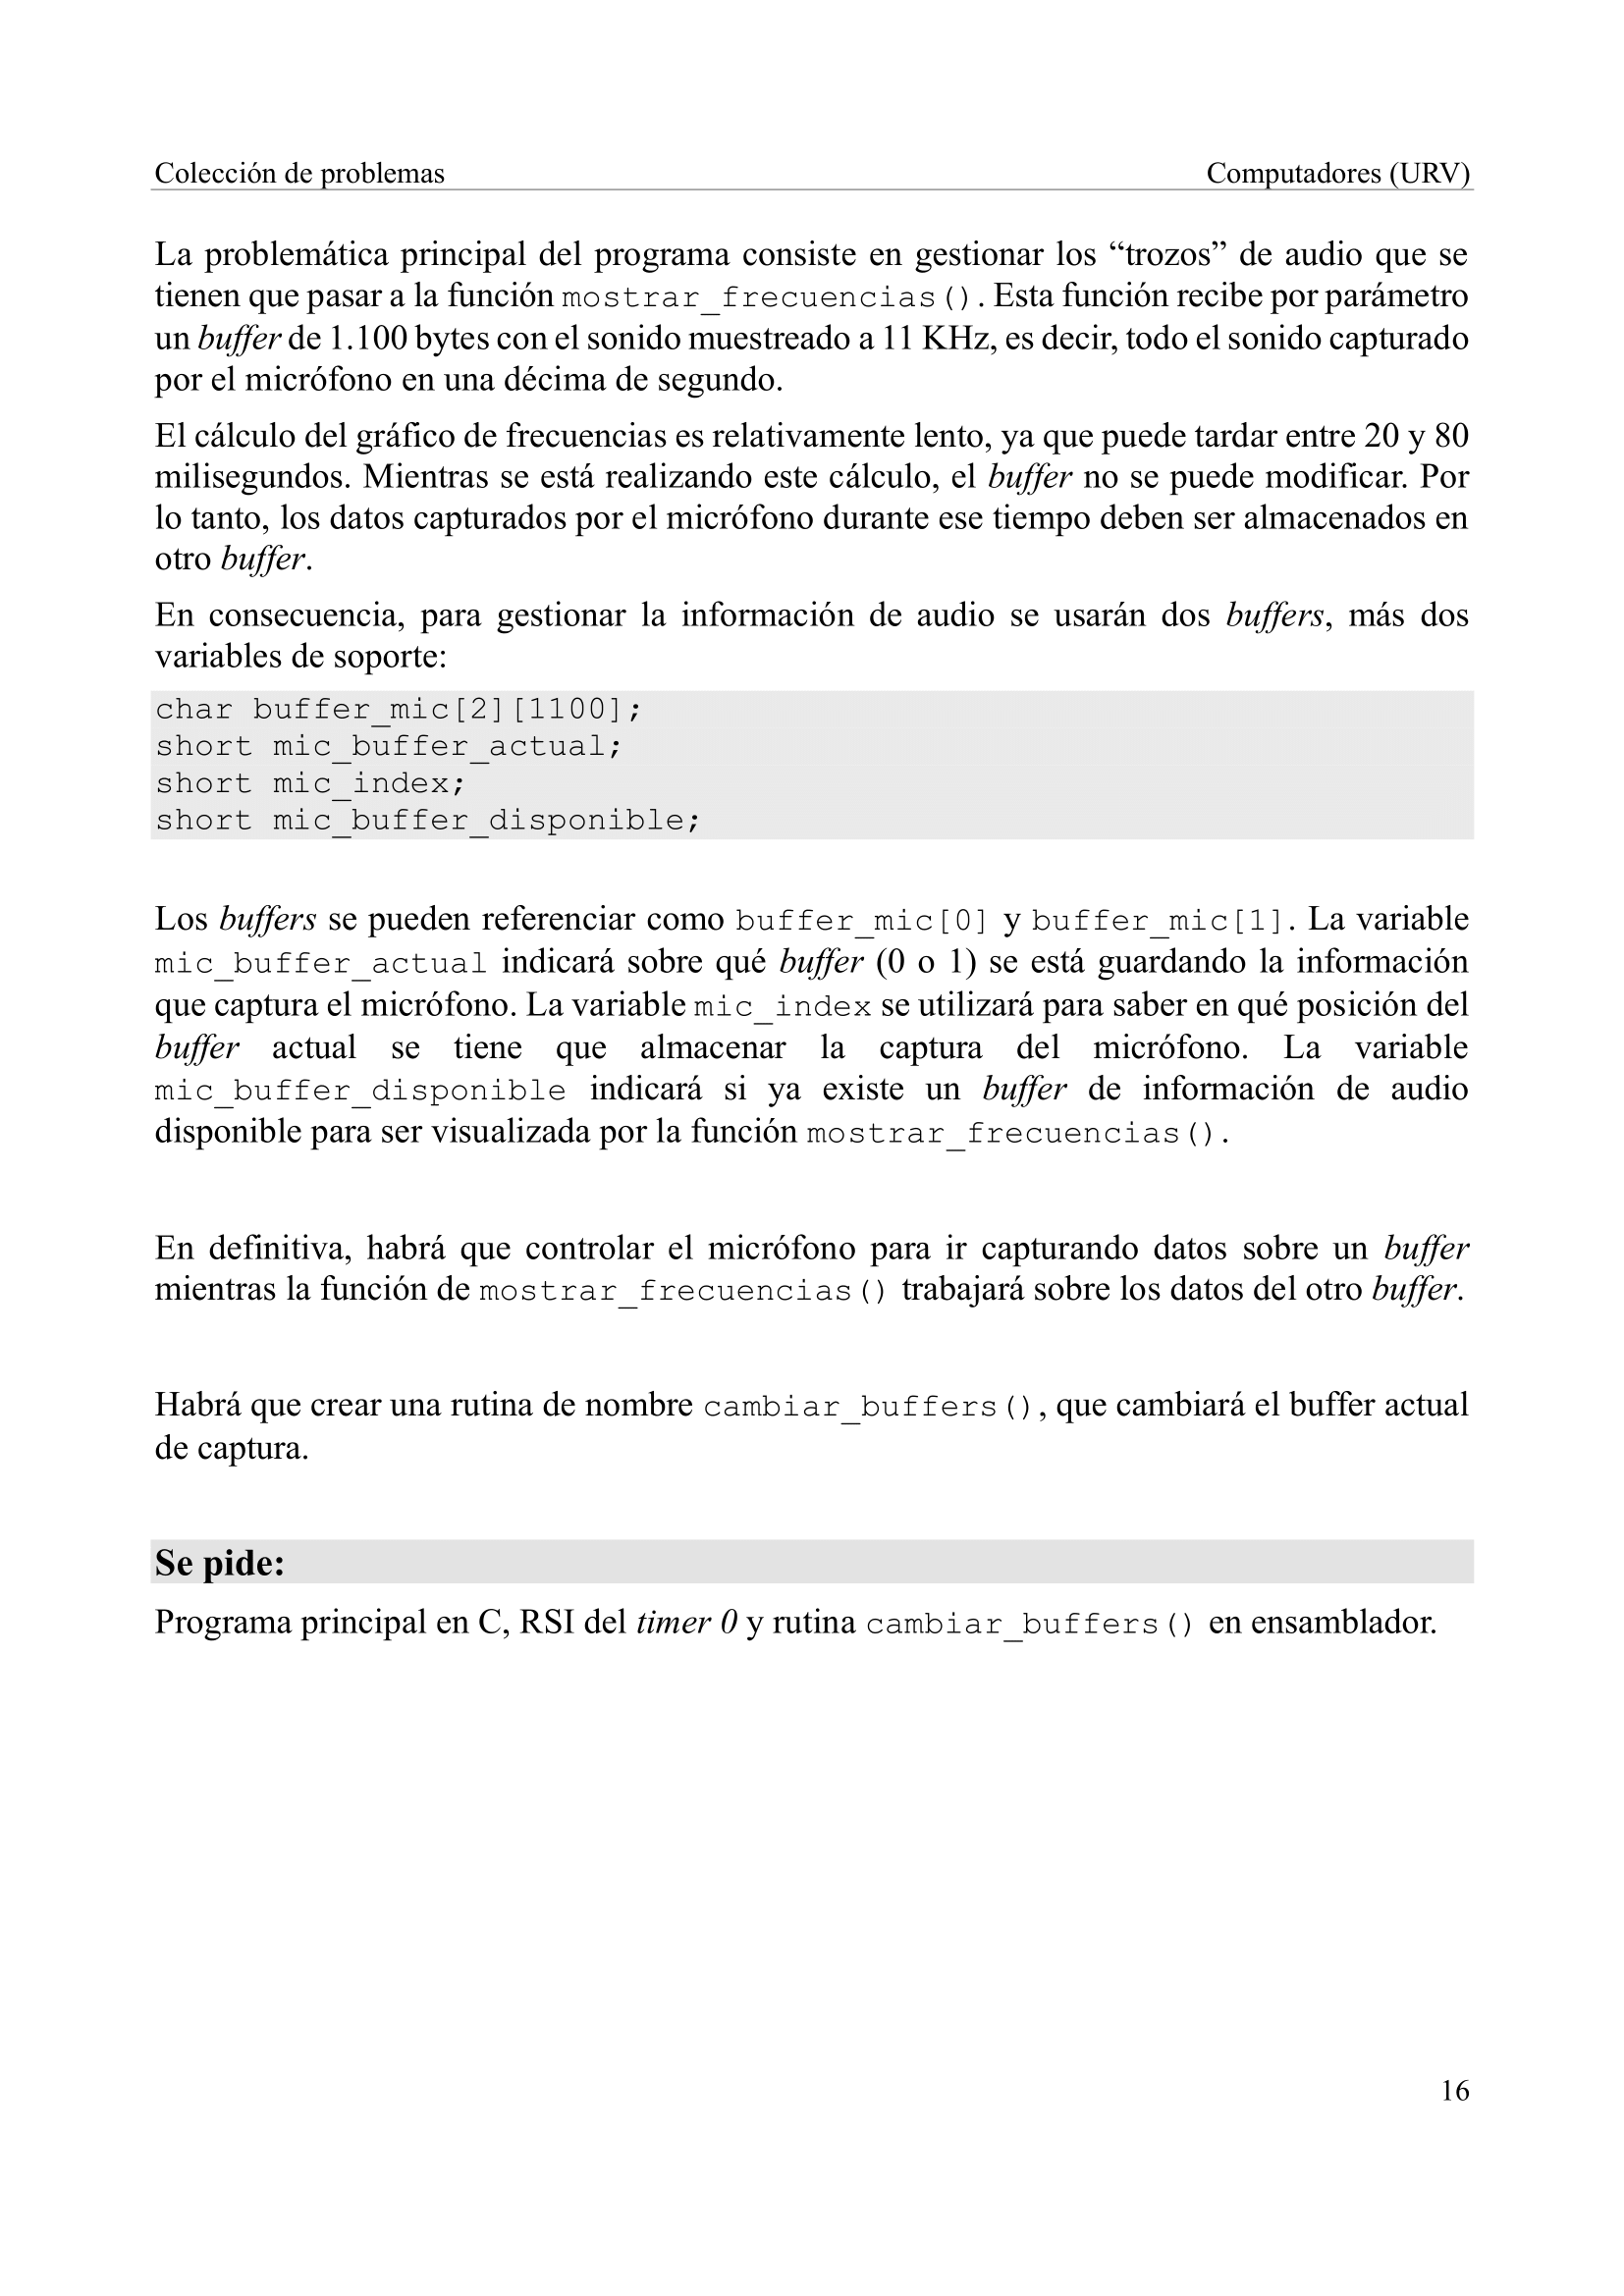 Colección de problemas
Computadores (URV)
La problemática principal del programa consiste en gestionar los “trozos” de audio que se
tienen que pasar a la función mostrar_frecuencias(). Esta función recibe por parámetro
un buffer de 1.100 bytes con el sonido muestreado a 11 KHz, es decir, todo el sonido capturado
por el micrófono en una décima de segundo.
El cálculo del gráfico de frecuencias es relativamente lento, ya que puede tardar entre 20 y 80
milisegundos. Mientras se está realizando este cálculo, el buffer no se puede modificar. Por
lo tanto, los datos capturados por el micrófono durante ese tiempo deben ser almacenados en
otro buffer.
En consecuencia, para gestionar la información de audio se usarán dos buffers, más dos
variables de soporte:
char buffer_mic[2][1100];
short mic_buffer_actual;
short mic_index;
short mic_buffer_disponible;
Los buffers se pueden referenciar como buffer_mic[0] y buffer_mic[1]. La variable
mic_buffer_actual indicará sobre qué buffer (0 o 1) se está guardando la información
que captura el micrófono. La variable mic_index se utilizará para saber en qué posición del
buffer actual se tiene que almacenar la captura del micrófono. La variable
mic_buffer_disponible indicará si ya existe un buffer de información de audio
disponible para ser visualizada por la función mostrar_frecuencias().
En definitiva, habrá que controlar el micrófono para ir capturando datos sobre un buffer
mientras la función de mostrar_frecuencias() trabajará sobre los datos del otro buffer.
Habrá que crear una rutina de nombre cambiar_buffers(), que cambiará el buffer actual
de captura.
Se pide:
Programa principal en C, RSI del timer 0 y rutina cambiar_buffers() en ensamblador.
16